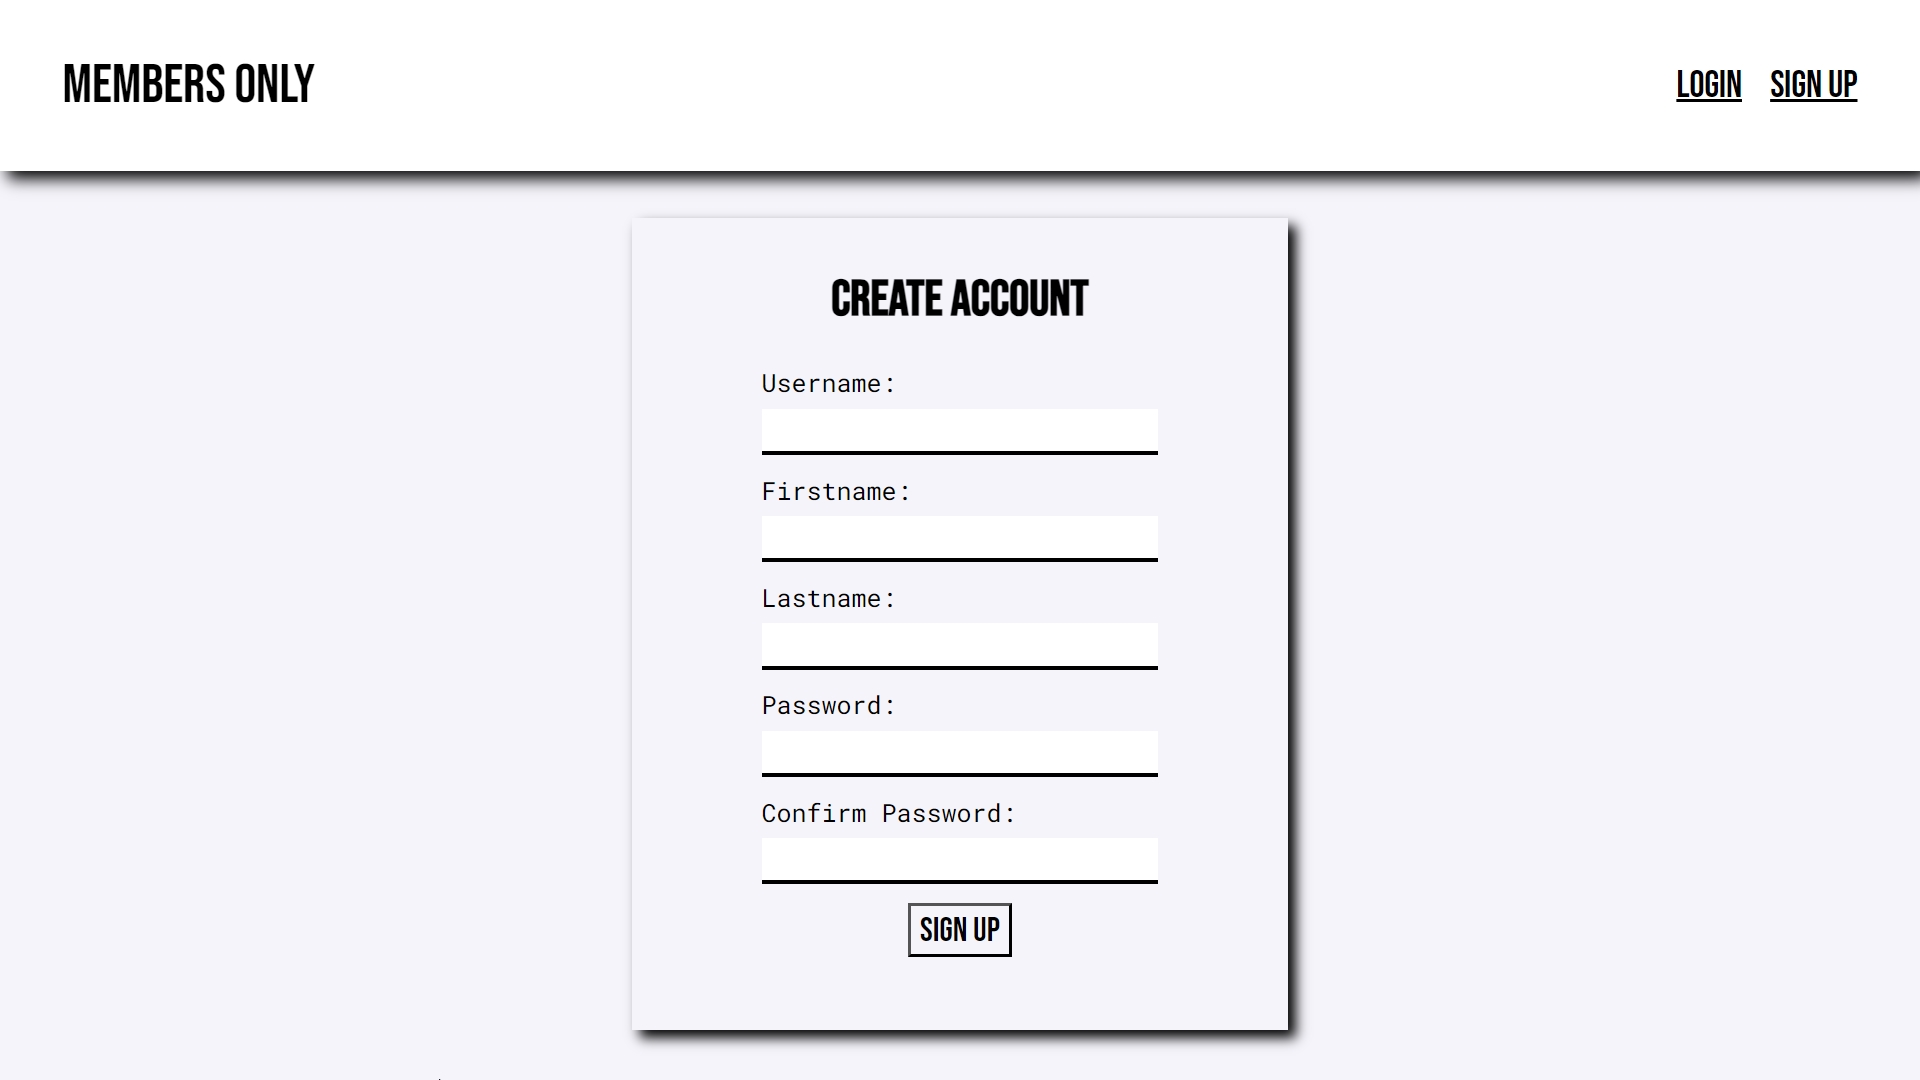 MEMBERS ONLY
LOGIN SIGN UP
CREATE ACCOUNT
Username:
Firstname:
Lastname:
Password:
Confirm Password:
SIGN UP